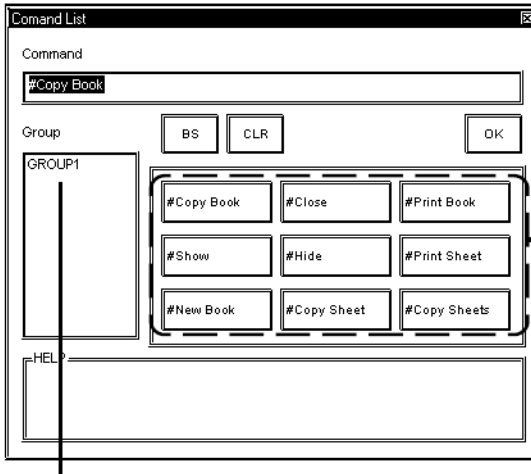 Comand List
Command
#Copy Book
Group
BS CLR OK
GROUP1
#Copy Book #Close #Print Book
#Show #Hide #Print Sheet
#New Book #Copy Sheet #Copy Sheets
HELP